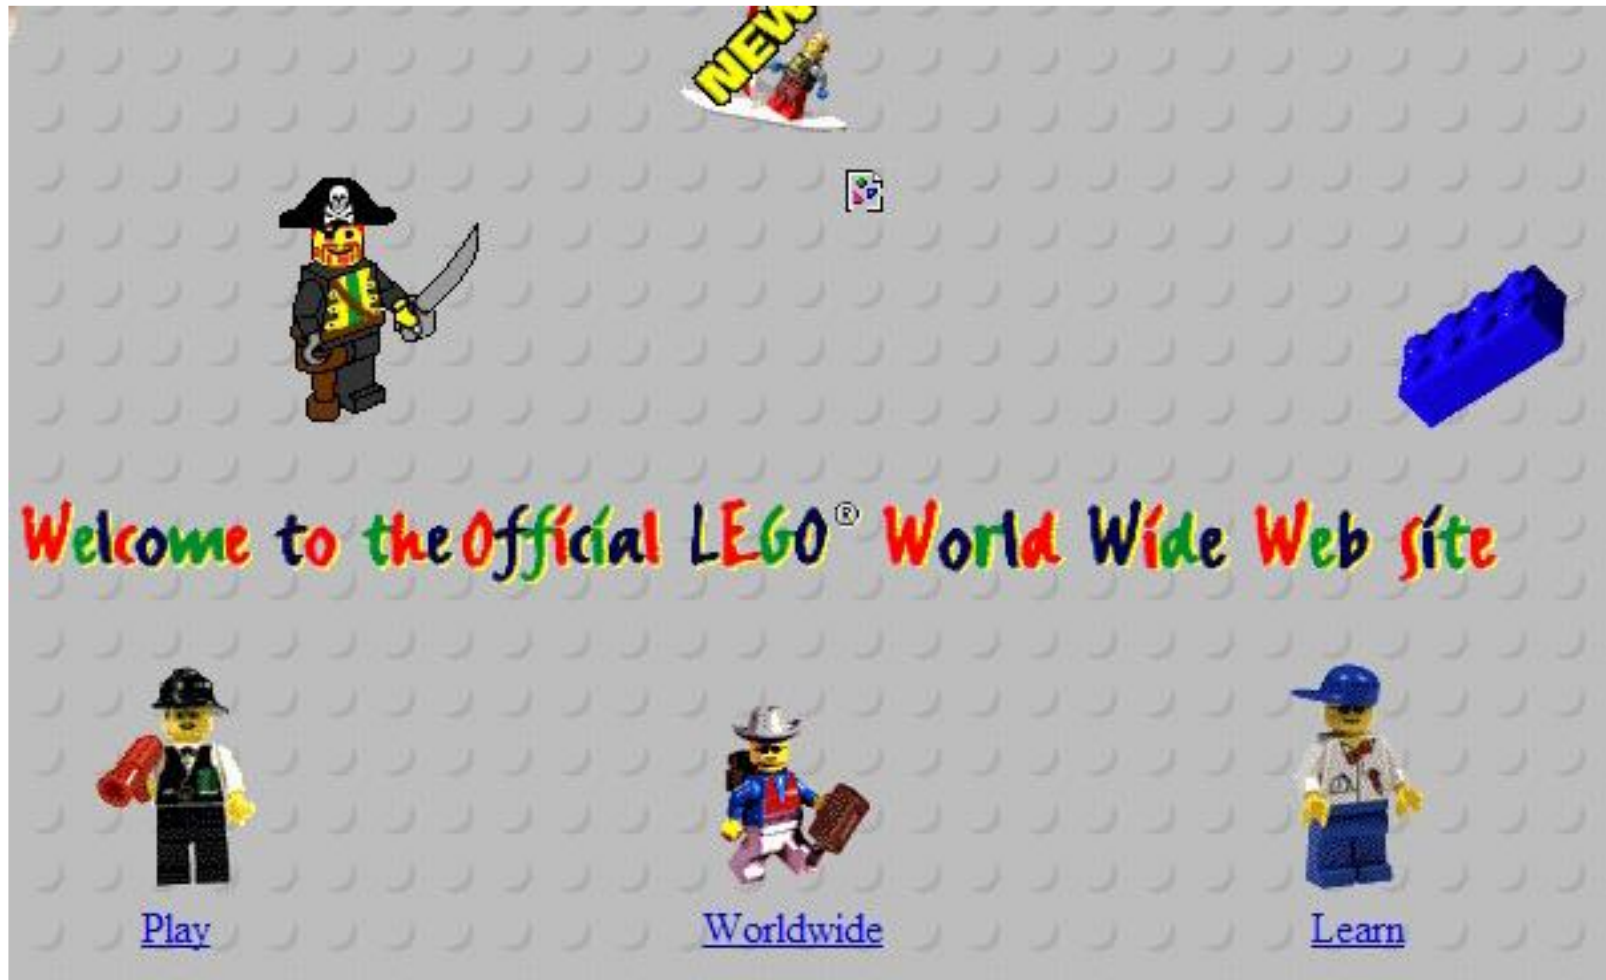 NEW
Welcome to the Official LEGO® World Wide Web site
Play
Worldwide
Learn